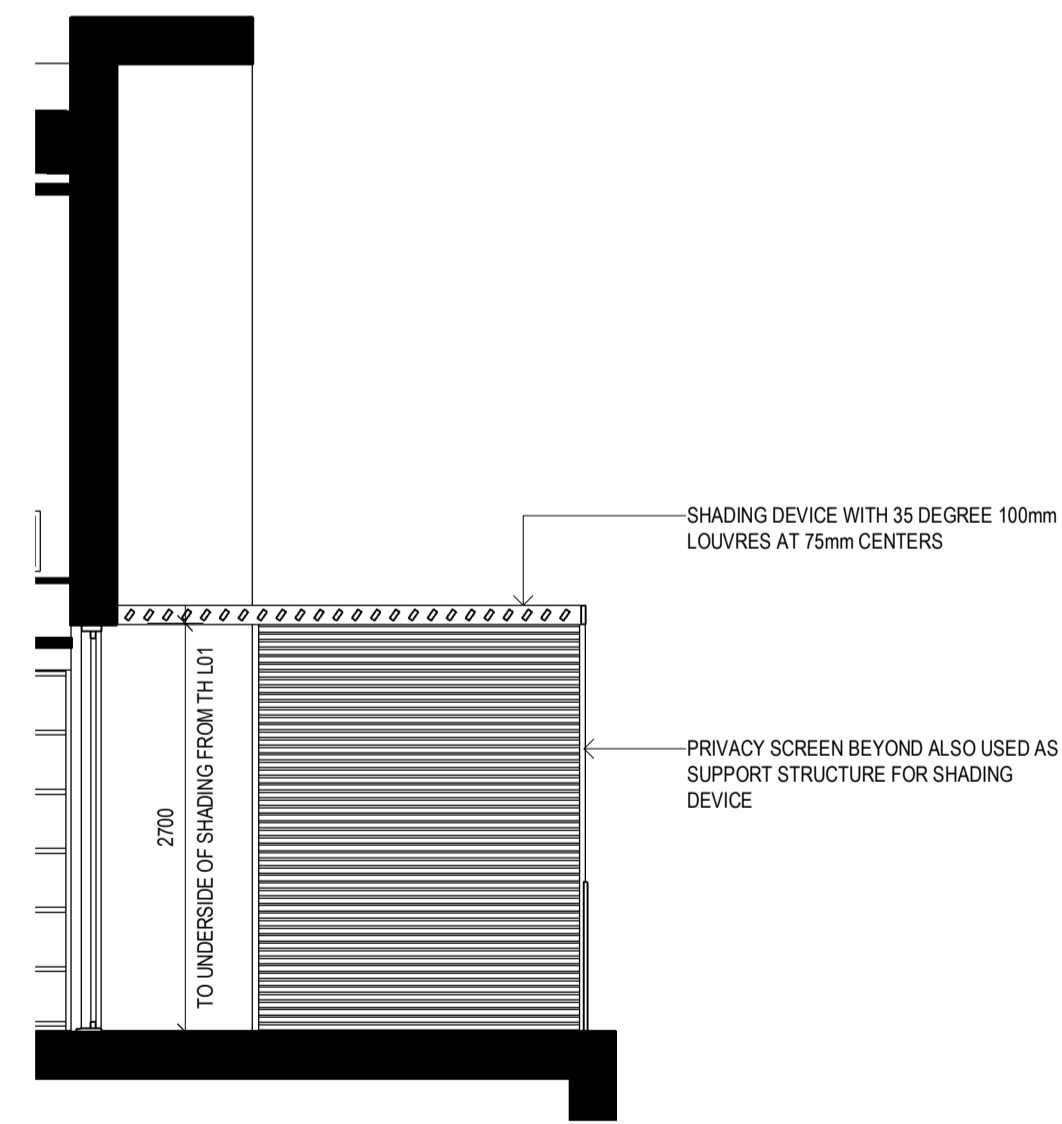 SHADING DEVICE WITH 35 DEGREE 100mm
LOUVRES AT 75mm CENTERS
PRIVACY SCREEN BEYOND ALSO USED AS
SUPPORT STRUCTURE FOR SHADING
DEVICE
2700
TO UNDERSIDE OF SHADING FROM TH L01